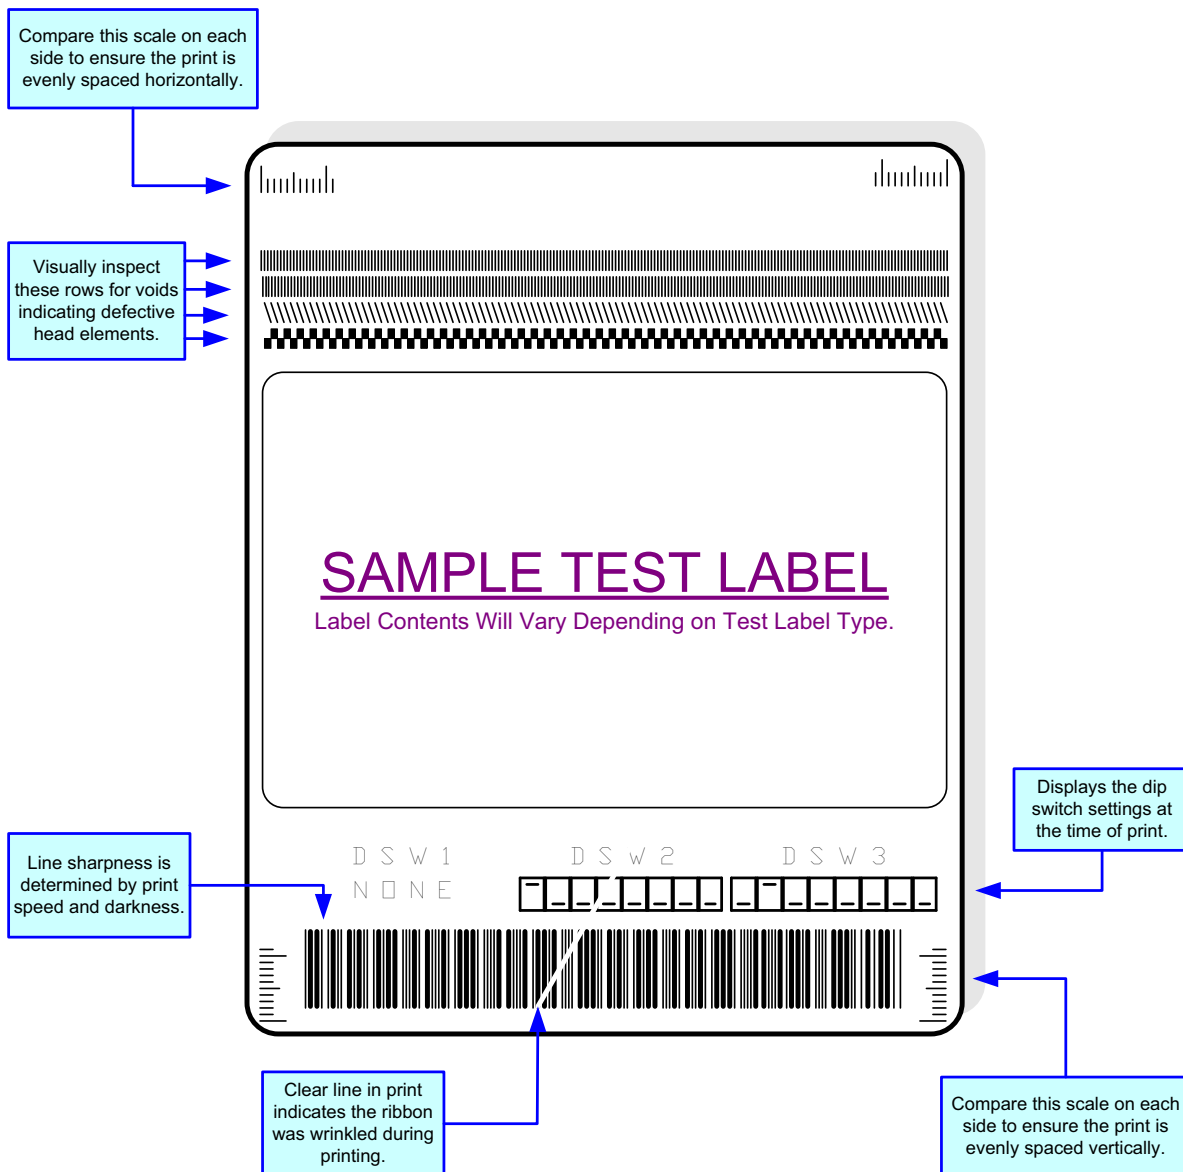 Compare this scale on each
side to ensure the print is
evenly spaced horizontally.
Visually inspect
these rows for voids
indicating defective
head elements.
SAMPLE TEST LABEL
Label Contents Will Vary Depending on Test Label Type.
Displays the dip
switch settings at
the time of print.
Line sharpness is
determined by print
speed and darkness.
DSW1
NONE
DSW2
DSW3
Clear line in print
indicates the ribbon
was wrinkled during
printing.
Compare this scale on each
side to ensure the print is
evenly spaced vertically.